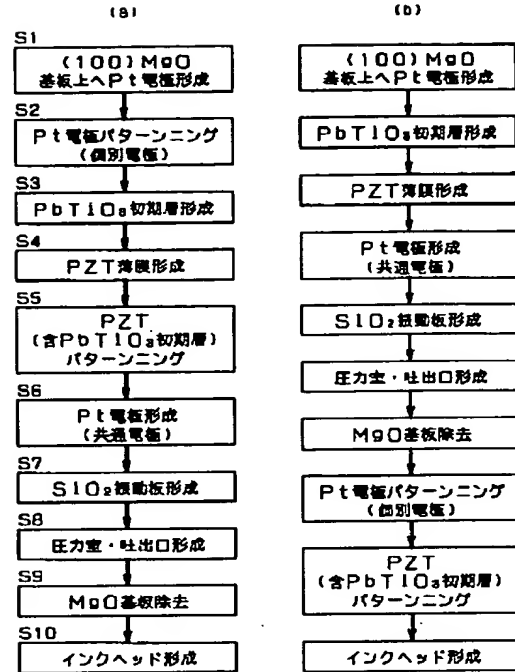 (a)
S1
(100)MgO
基板上へPt電極形成
S2
Pt電極パターンニング
(個別電極)
S3
PbTiO₃初期層形成
S4
PZT薄膜形成
S5
PZT
(含PbTiO₃初期層)
パターンニング
S6
Pt電極形成
(共通電極)
S7
SiO₂振動板形成
S8
圧力室・吐出口形成
S9
MgO基板除去
S10
インクヘッド形成
(b)
(100)MgO
基板上へPt電極形成
PbTiO₃初期層形成
PZT薄膜形成
Pt電極形成
(共通電極)
SiO₂振動板形成
圧力室・吐出口形成
MgO基板除去
Pt電極パターンニング
(個別電極)
PZT
(含PbTiO₃初期層)
パターンニング
インクヘッド形成